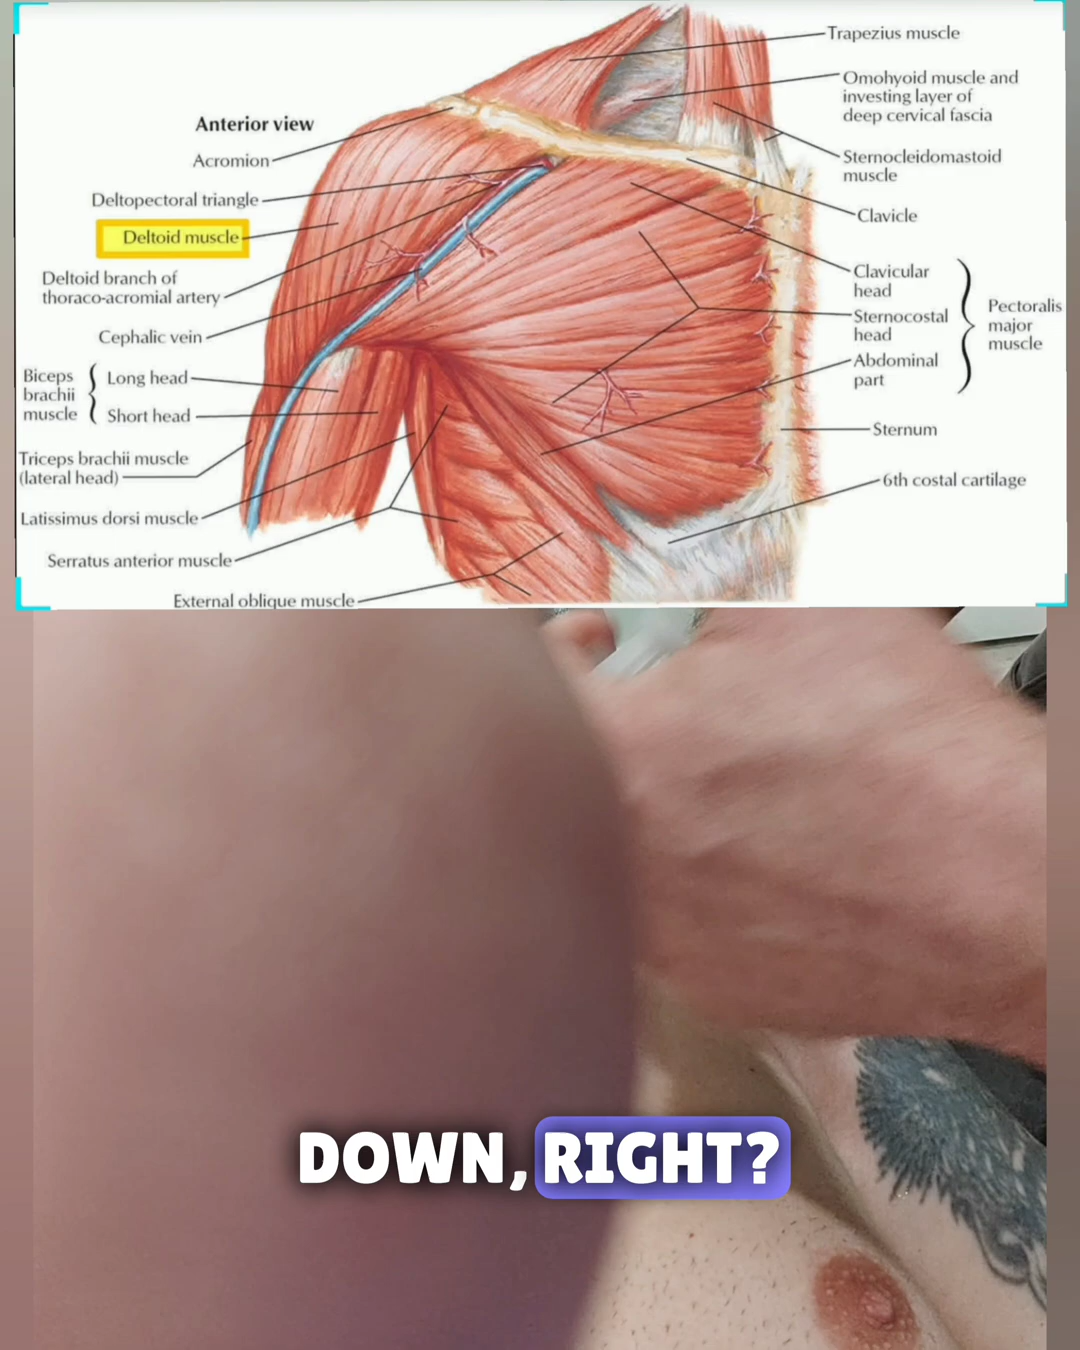 Anterior view
Acromion
Deltopectoral triangle
Deltoid muscle
Deltoid branch of
thoraco-acromial artery
Cephalic vein
Biceps
brachii
muscle
Long head
Short head
Triceps brachii muscle
(lateral head)
Latissimus dorsi muscle
Serratus anterior muscle
External oblique muscle
Trapezius muscle
Omohyoid muscle and
investing layer of
deep cervical fascia
Sternocleidomastoid
muscle
Clavicle
Clavicular
head
Sternocostal
head
Abdominal
part
Pectoralis
major
muscle
Sternum
6th costal cartilage
DOWN, RIGHT?